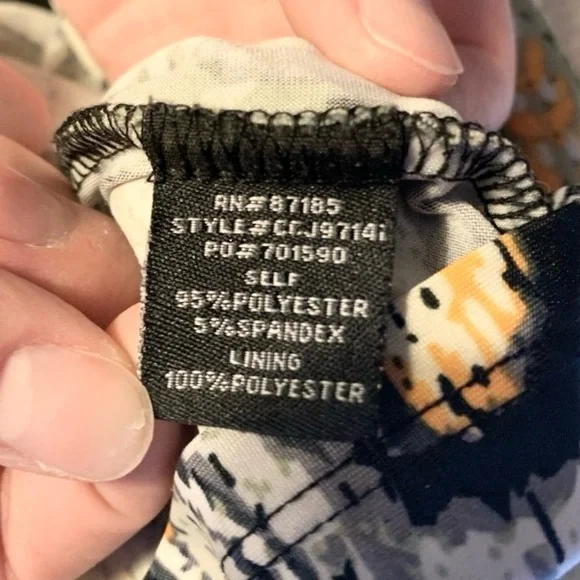 RN#87185
STYLE#CCJ9714i
PO#701590
SELF
95%POLYESTER
5%SPANDEX
LINING
100%POLYESTER